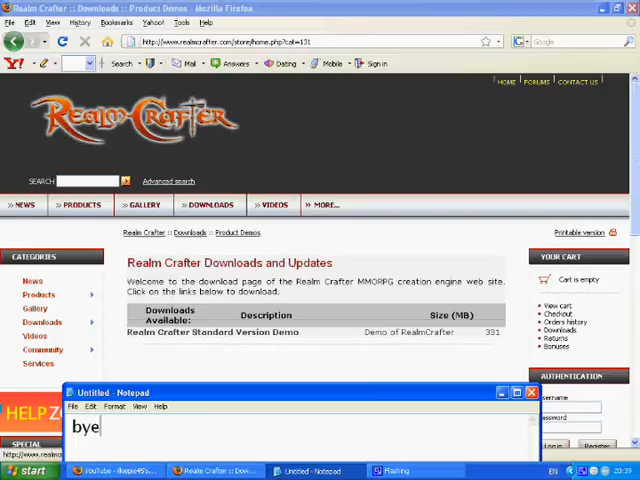 Realm Crafter :: Downloads :: Product Demos - Mozilla Firefox
File Edit View History Bookmarks Yahoo! Tools Help
http://www.realmcrafter.com/store/home.php?cat=131
Google
Y! Search Mail Answers Dating Mobile Sign in
HOME FORUMS CONTACT US
REALM CRAFTER
SEARCH Advanced search
» NEWS » PRODUCTS » GALLERY » DOWNLOADS » VIDEOS » MORE...
Realm Crafter :: Downloads :: Product Demos Printable version
CATEGORIES
News
Products
Gallery
Downloads
Videos
Community
Services
HELP
SPECIAL
Realm Crafter Downloads and Updates
Welcome to the download page of the Realm Crafter MMORPG creation engine web site.
Click on the links below to download.
Downloads Available: Description Size (MB)
Realm Crafter Standard Version Demo Demo of RealmCrafter 331
YOUR CART
Cart is empty
View cart
Checkout
Orders history
Downloads
Returns
Bonuses
AUTHENTICATION
username
password
Log in Register
Untitled - Notepad
File Edit Format View Help
bye
http://www.realmc
start YouTube - ilkepie45's... Realm Crafter :: Dow... Untitled - Notepad Flashing EN 20:39